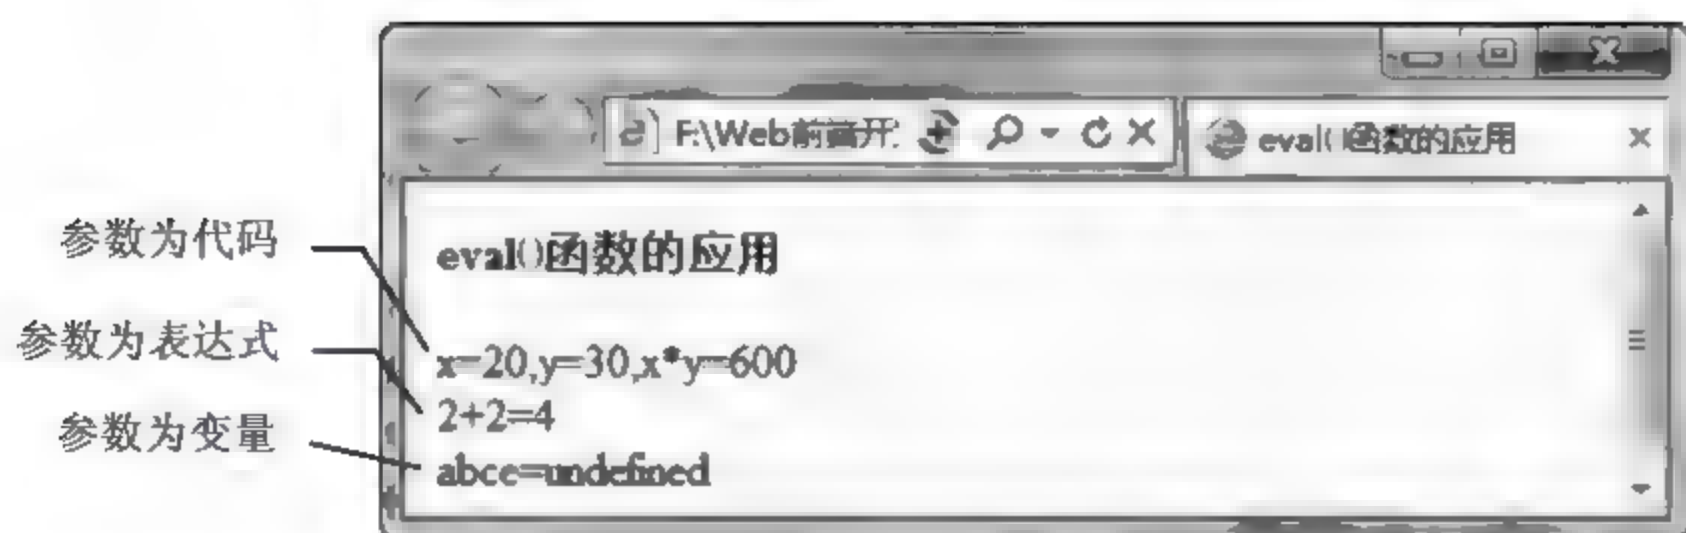 F:\Web前端开
eval()函数的应用
参数为代码
eval()函数的应用
参数为表达式
x=20,y=30,x*y=600
2+2=4
参数为变量
abce=undefined